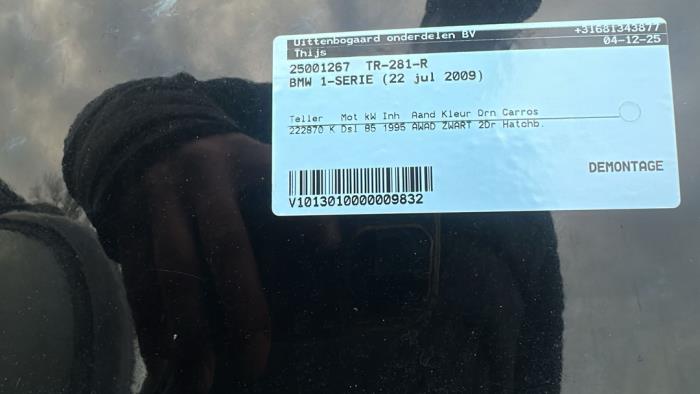 Uittenbogaard onderdelen BV +31681343877
Thijs 04-12-25
25001267 TR-281-R
BMW 1-SERIE (22 jul 2009)
Teller Mot kW Inh Aand Kleur Drn Carros
222870 K Dsl 85 1995 AWAD ZWART 2Dr Hatchb.
DEMONTAGE
V1013010000009832